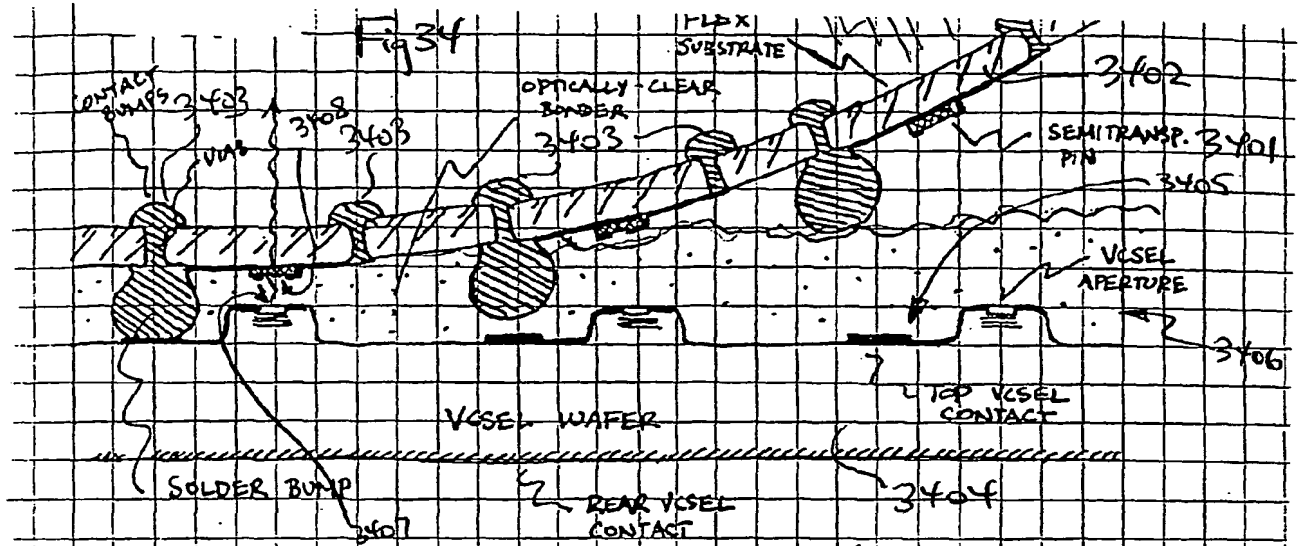 Fig 34
FLEX
SUBSTRATE
3402
CONTACT
BUMPS
3403
VIAS
3408
3403
OPTICALLY-CLEAR
BONDER
3403
SEMITRANSP.
PIN
3401
3405
VCSEL
APERTURE
3406
TOP VCSEL
CONTACT
VCSEL WAFER
SOLDER BUMP
3407
REAR VCSEL
CONTACT
3404